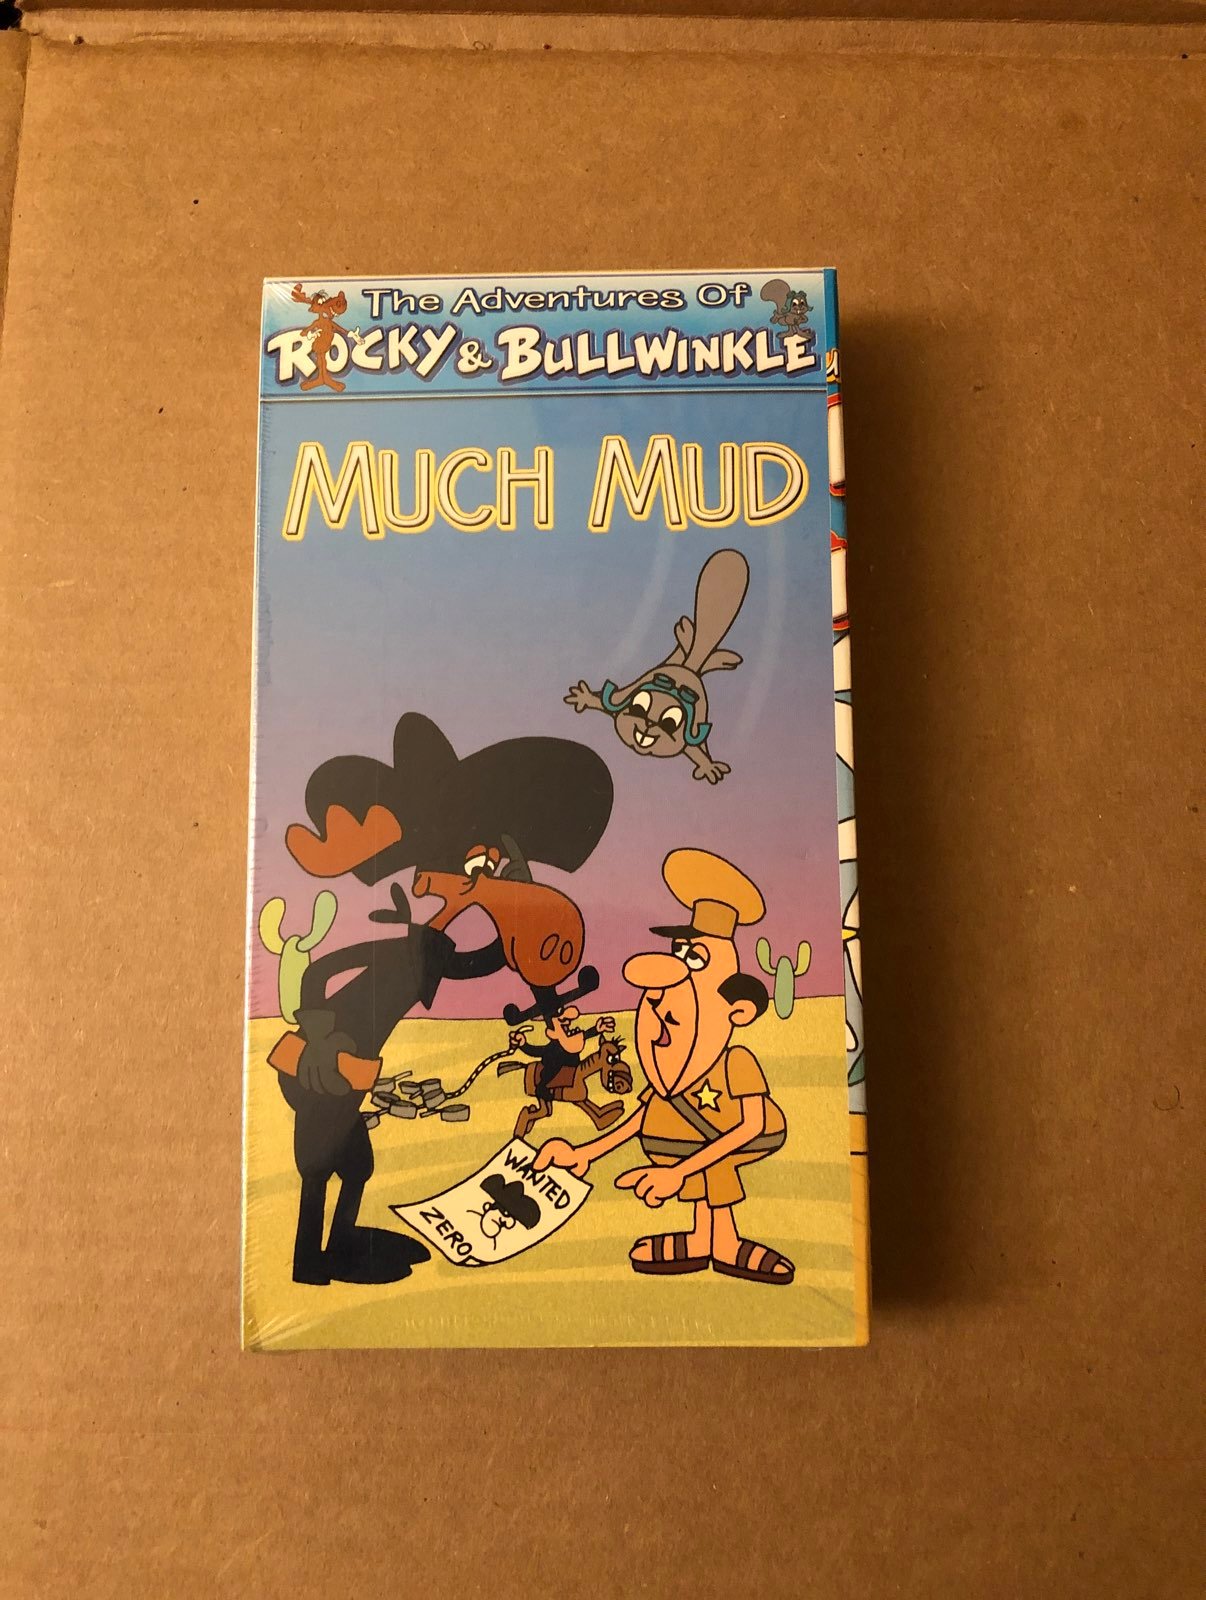 The Adventures Of
ROCKY & BULLWINKLE
MUCH MUD
WANTED
ZERO